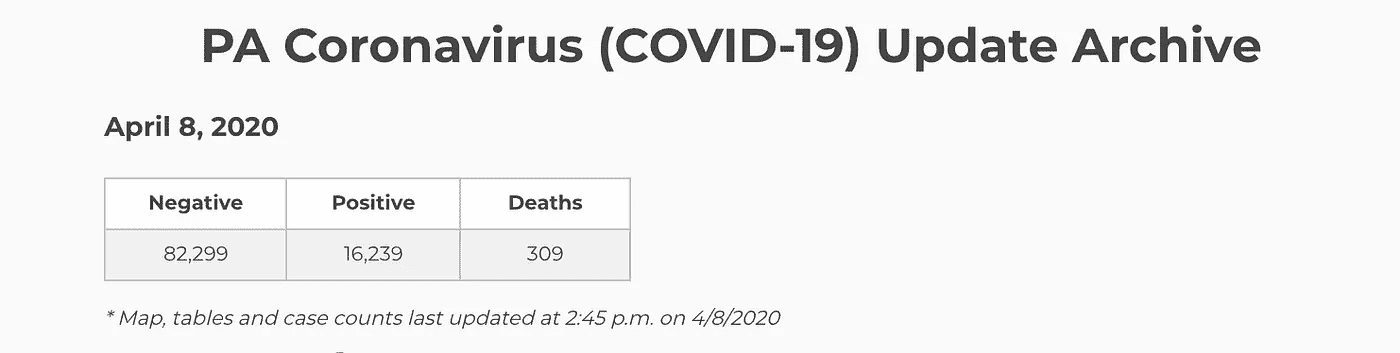 PA Coronavirus (COVID-19) Update Archive
April 8, 2020
Negative Positive Deaths
82,299 16,239 309
* Map, tables and case counts last updated at 2:45 p.m. on 4/8/2020